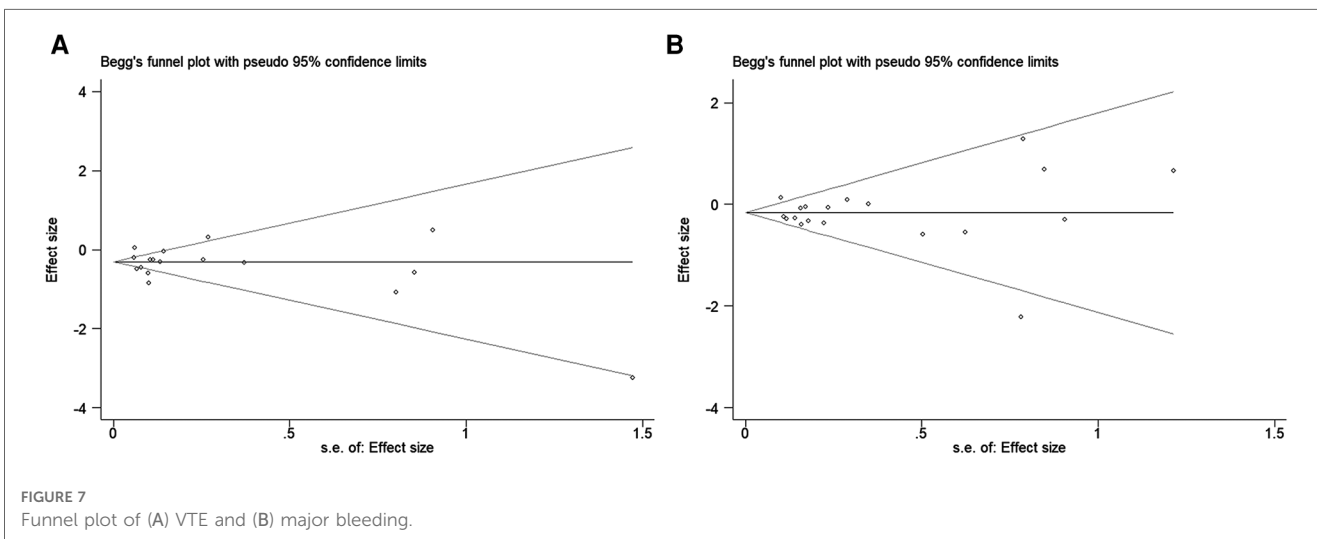 A
Begg's funnel plot with pseudo 95% confidence limits
4
2
0
-2
-4
Effect size
0
.5
1
1.5
s.e. of: Effect size
B
Begg's funnel plot with pseudo 95% confidence limits
2
0
-2
-4
Effect size
0
.5
1
1.5
s.e. of: Effect size
FIGURE 7
Funnel plot of (A) VTE and (B) major bleeding.